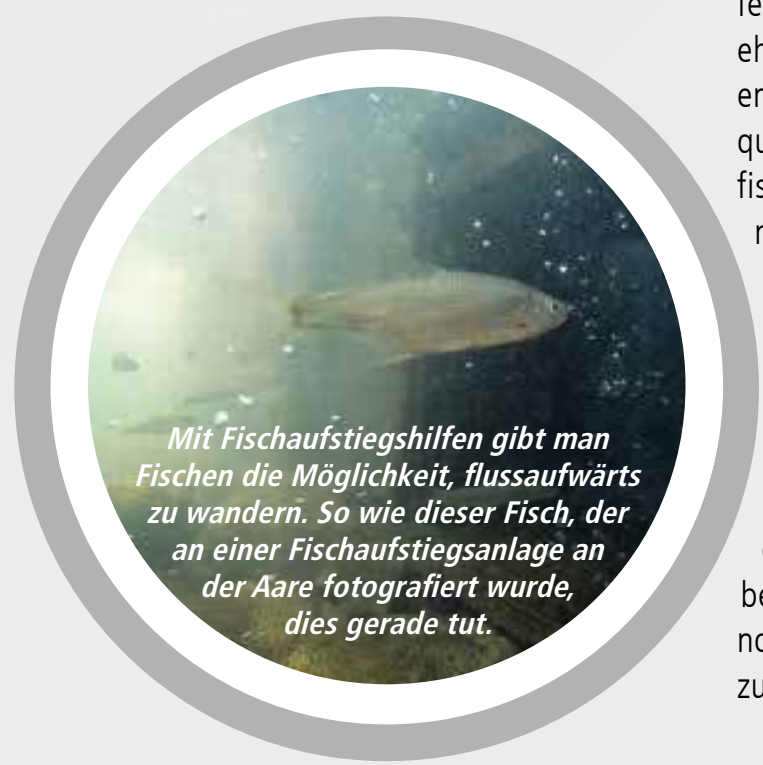 Mit Fischaufstiegshilfen gibt man
Fischen die Möglichkeit, flussaufwärts
zu wandern. So wie dieser Fisch, der
an einer Fischaufstiegsanlage an
der Aare fotografiert wurde,
dies gerade tut.